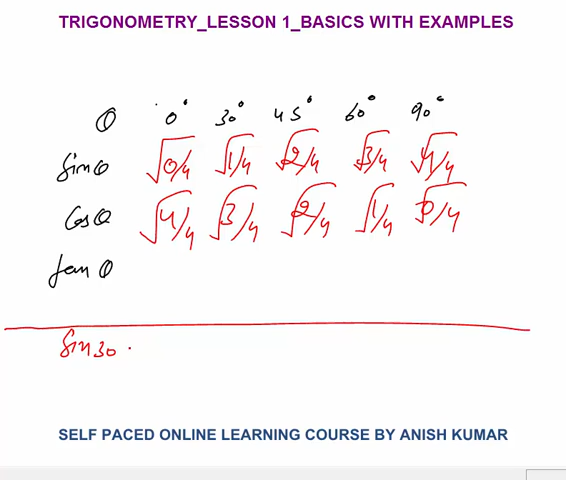 TRIGONOMETRY_LESSON 1_BASICS WITH EXAMPLES
θ 0° 30° 45° 60° 90°
Sinθ √0/4 √1/4 √2/4 √3/4 √4/4
Cosθ √4/4 √3/4 √2/4 √1/4 √0/4
tan θ
Sin30
SELF PACED ONLINE LEARNING COURSE BY ANISH KUMAR